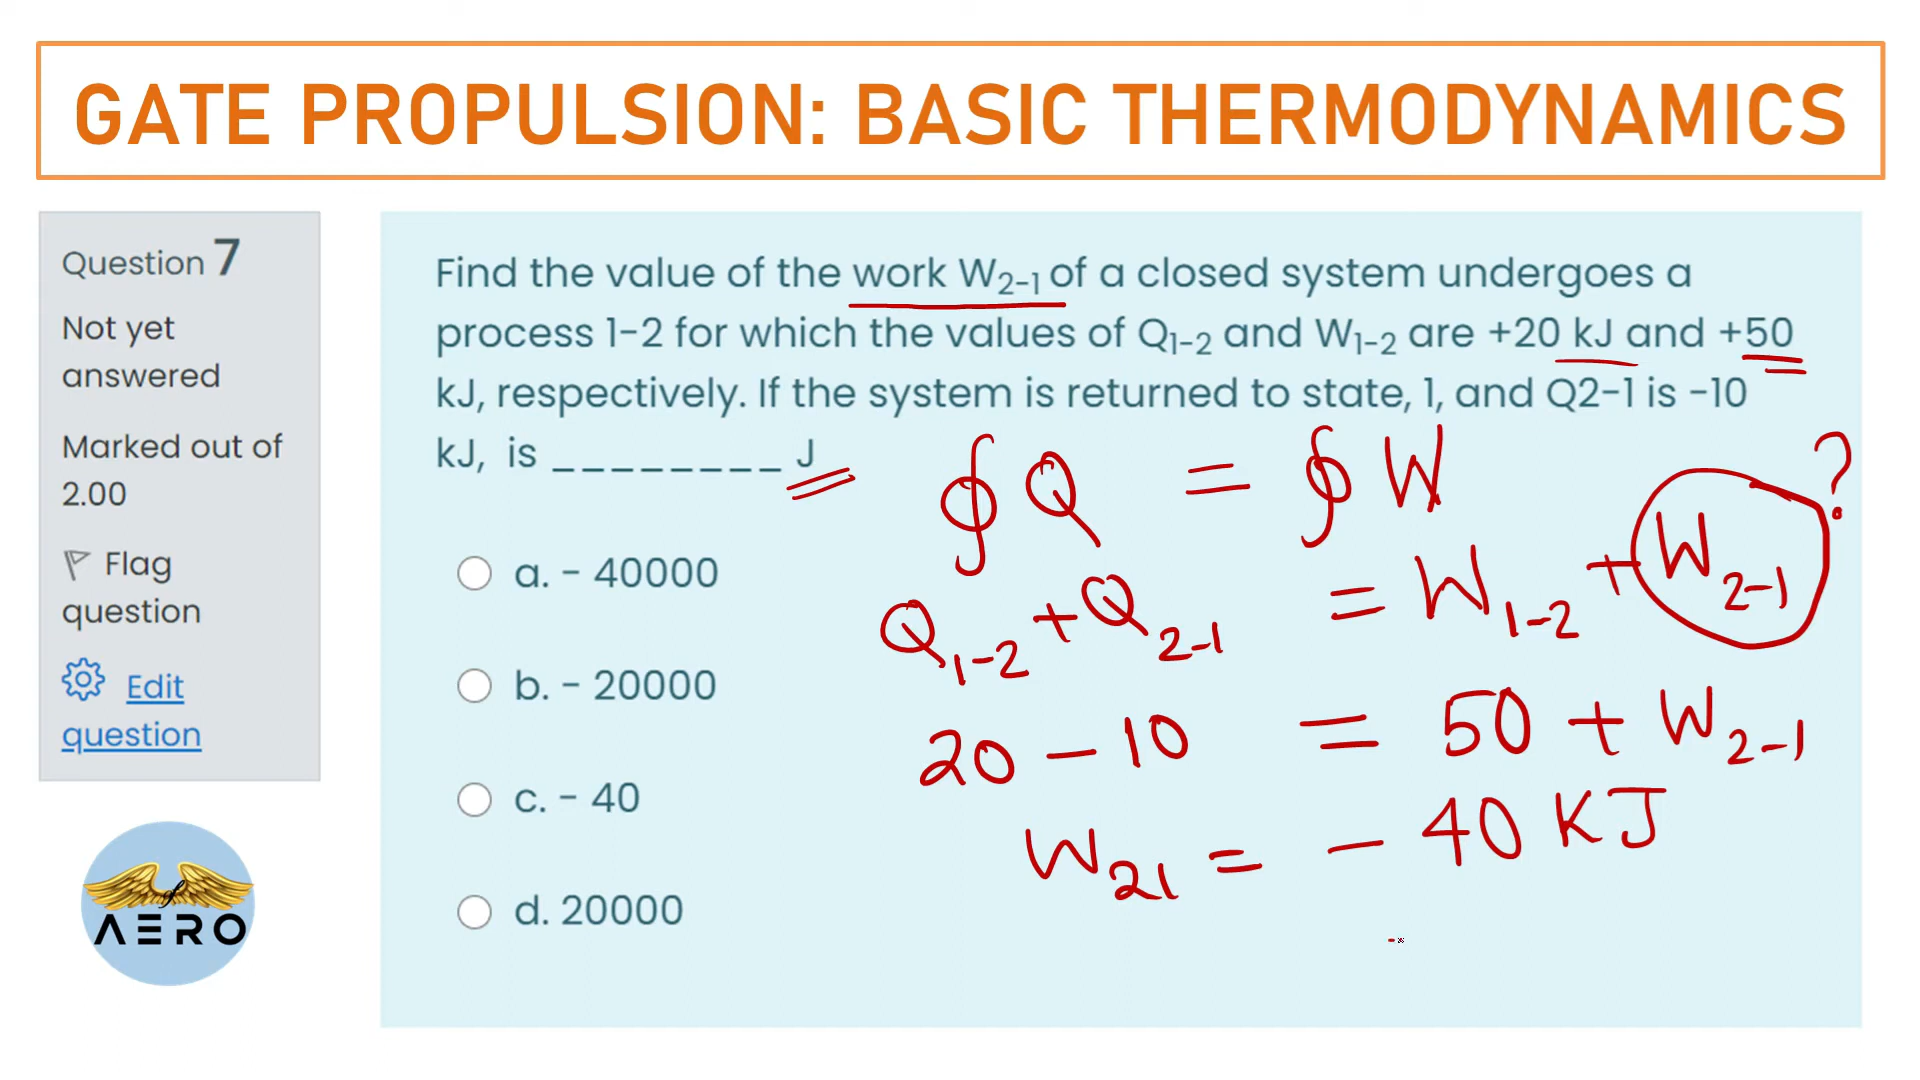 GATE PROPULSION: BASIC THERMODYNAMICS
Question 7
Not yet
answered
Marked out of
2.00
Flag
question
Edit
question
of
AERO
Find the value of the work W₂₋₁ of a closed system undergoes a
process 1-2 for which the values of Q₁₋₂ and W₁₋₂ are +20 kJ and +50
kJ, respectively. If the system is returned to state, 1, and Q2-1 is -10
kJ, is _ _ _ _ _ _ _ _ J
a. - 40000
b. - 20000
c. - 40
d. 20000
∮ Q = ∮ W
Q₁₋₂ + Q₂₋₁ = W₁₋₂ + W₂₋₁ ?
20 - 10 = 50 + W₂₋₁
W₂₁ = - 40 KJ